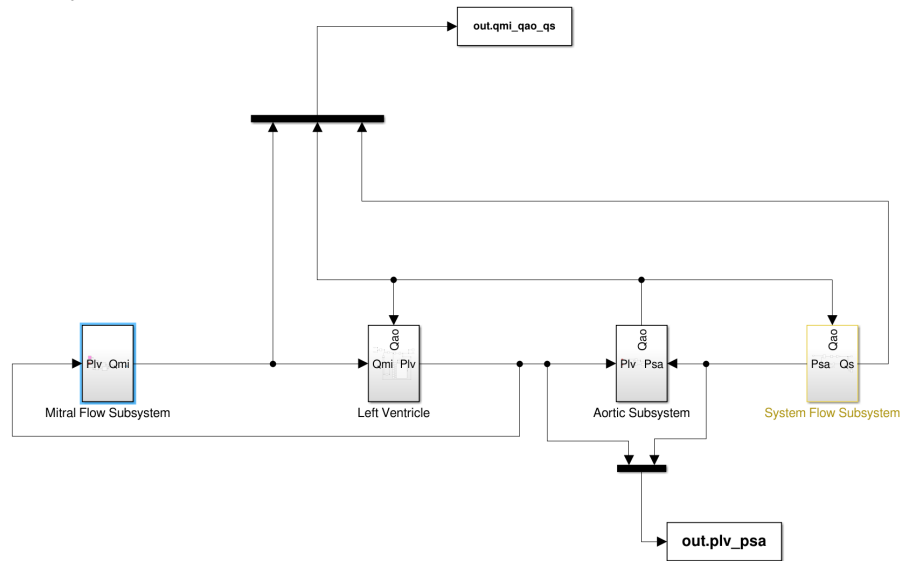 out.qmi_qao_qs
Qao
Qao
Qao
Plv Qmi
Qmi Plv
Plv Psa
Psa Qs
Mitral Flow Subsystem
Left Ventricle
Aortic Subsystem
System Flow Subsystem
out.plv_psa